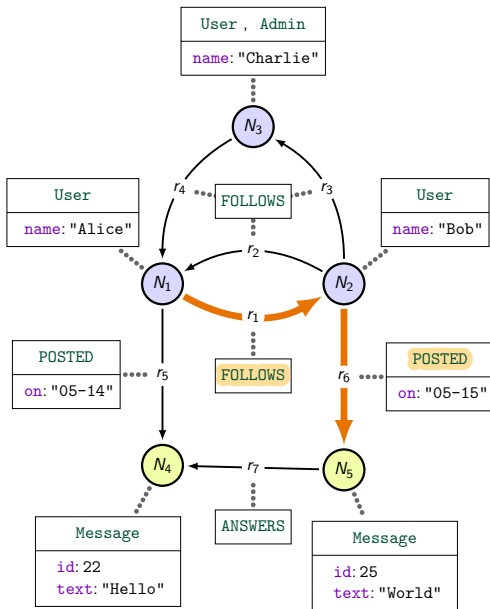 User , Admin
name: "Charlie"
N3
r4
r3
FOLLOWS
User
name: "Alice"
User
name: "Bob"
r2
N1
N2
r1
POSTED
on: "05-14"
r5
FOLLOWS
r6
POSTED
on: "05-15"
N4
r7
N5
ANSWERS
Message
id: 22
text: "Hello"
Message
id: 25
text: "World"